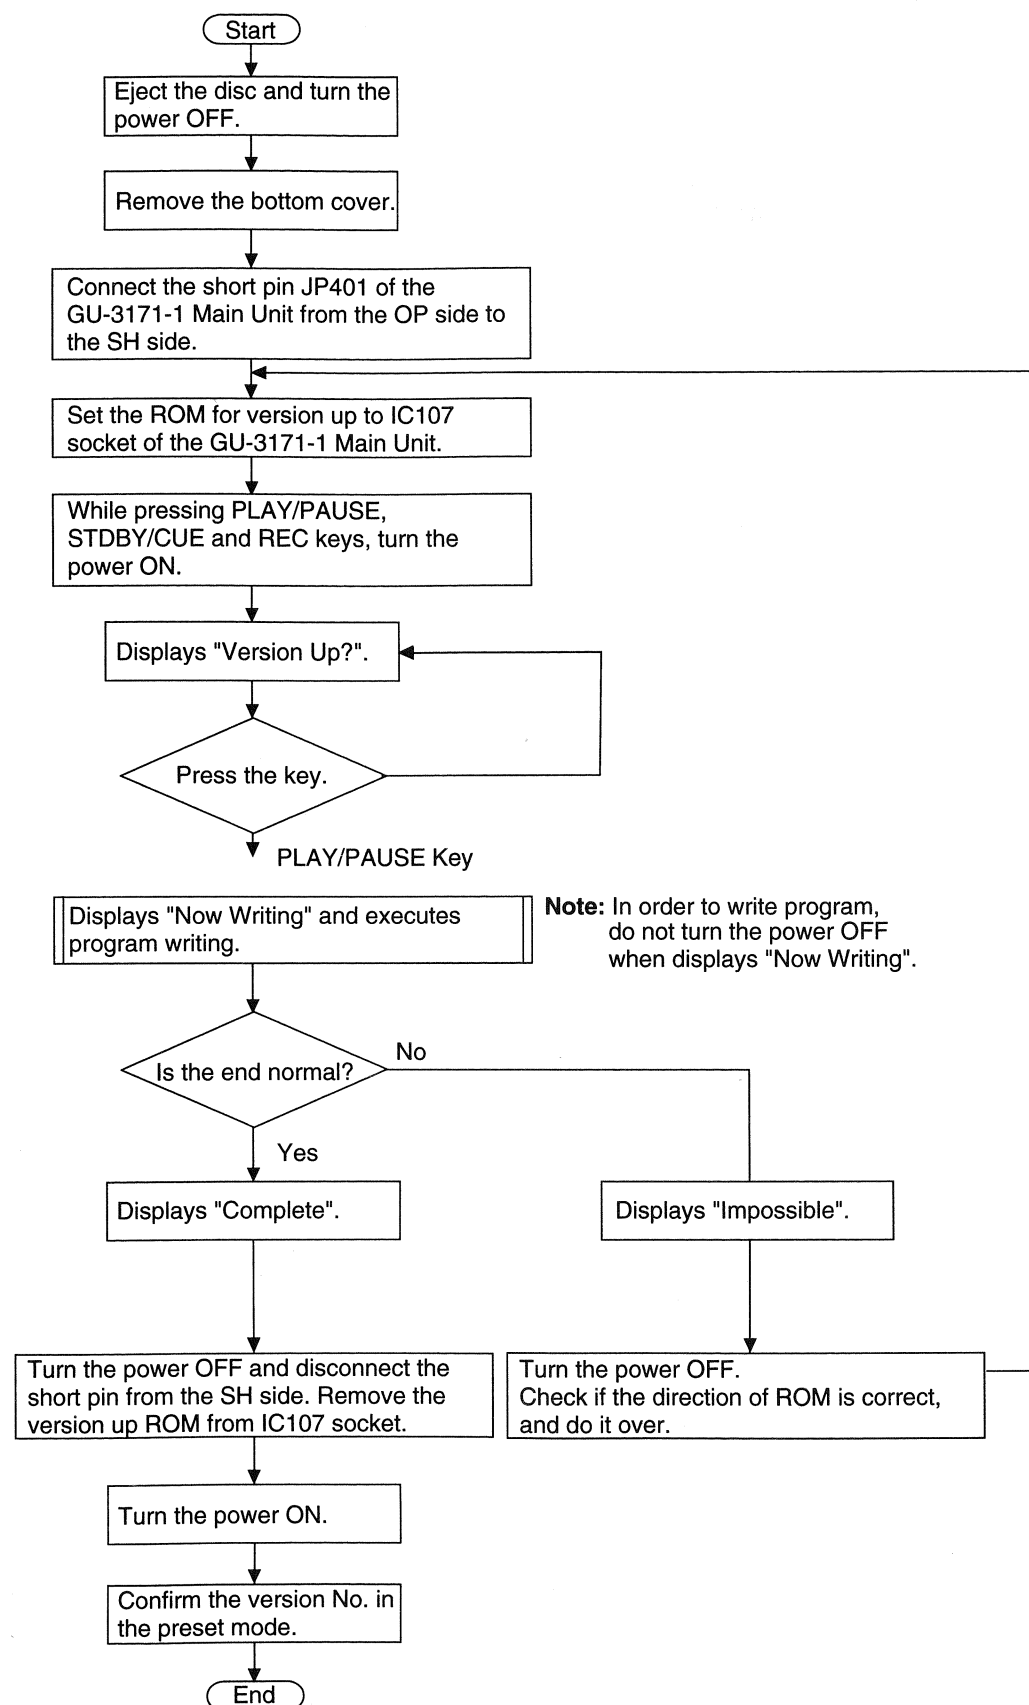 Start
Eject the disc and turn the
power OFF.
Remove the bottom cover.
Connect the short pin JP401 of the
GU-3171-1 Main Unit from the OP side to
the SH side.
Set the ROM for version up to IC107
socket of the GU-3171-1 Main Unit.
While pressing PLAY/PAUSE,
STDBY/CUE and REC keys, turn the
power ON.
Displays "Version Up?".
Press the key.
PLAY/PAUSE Key
Displays "Now Writing" and executes
program writing.
Note: In order to write program,
do not turn the power OFF
when displays "Now Writing".
Is the end normal?
No
Yes
Displays "Complete".
Displays "Impossible".
Turn the power OFF and disconnect the
short pin from the SH side. Remove the
version up ROM from IC107 socket.
Turn the power OFF.
Check if the direction of ROM is correct,
and do it over.
Turn the power ON.
Confirm the version No. in
the preset mode.
End